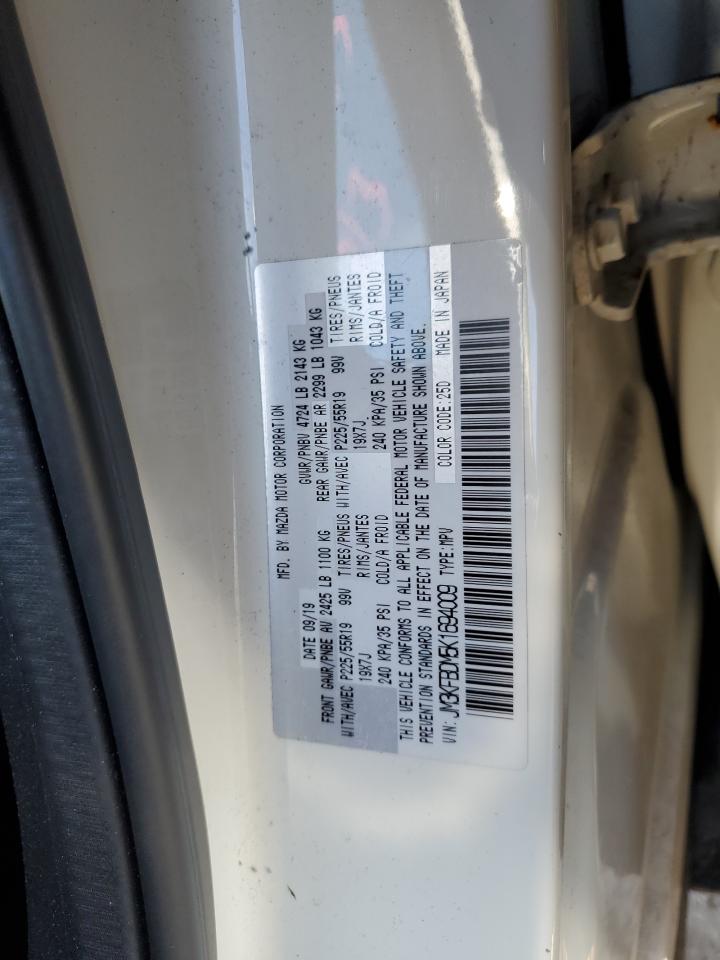 MFD. BY MAZDA MOTOR CORPORATION
DATE 09/19 GVWR/PNBV 4724 LB 2143 KG
FRONT GAWR/PNBE AV 2425 LB 1100 KG REAR GAWR/PNBE AR 2299 LB 1043 KG
WITH/AVEC P225/55R19 99V TIRES/PNEUS WITH/AVEC P225/55R19 99V TIRES/PNEUS
19X7J RIMS/JANTES 19X7J RIMS/JANTES
240 KPA/35 PSI COLD/A FROID 240 KPA/35 PSI COLD/A FROID
THIS VEHICLE CONFORMS TO ALL APPLICABLE FEDERAL MOTOR VEHICLE SAFETY AND THEFT
PREVENTION STANDARDS IN EFFECT ON THE DATE OF MANUFACTURE SHOWN ABOVE.
VIN: JM3KFBDM5K1694009 TYPE:MPV COLOR CODE:25D MADE IN JAPAN